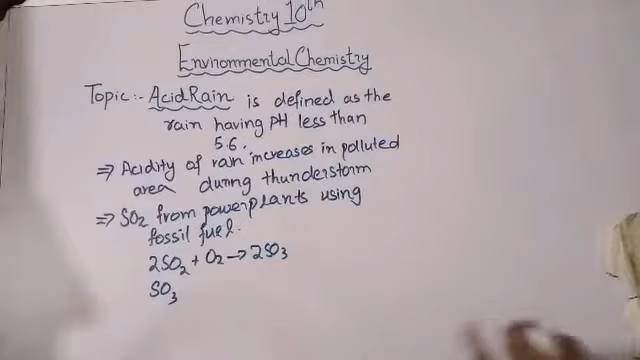 Chemistry 10th
Environmental Chemistry
Topic:- Acid Rain is defined as the
rain having pH less than
5.6.
⇒ Acidity of rain increases in polluted
area during thunderstorm
⇒ SO₂ from powerplants using
fossil fuel.
2SO₂ + O₂ → 2SO₃
SO₃